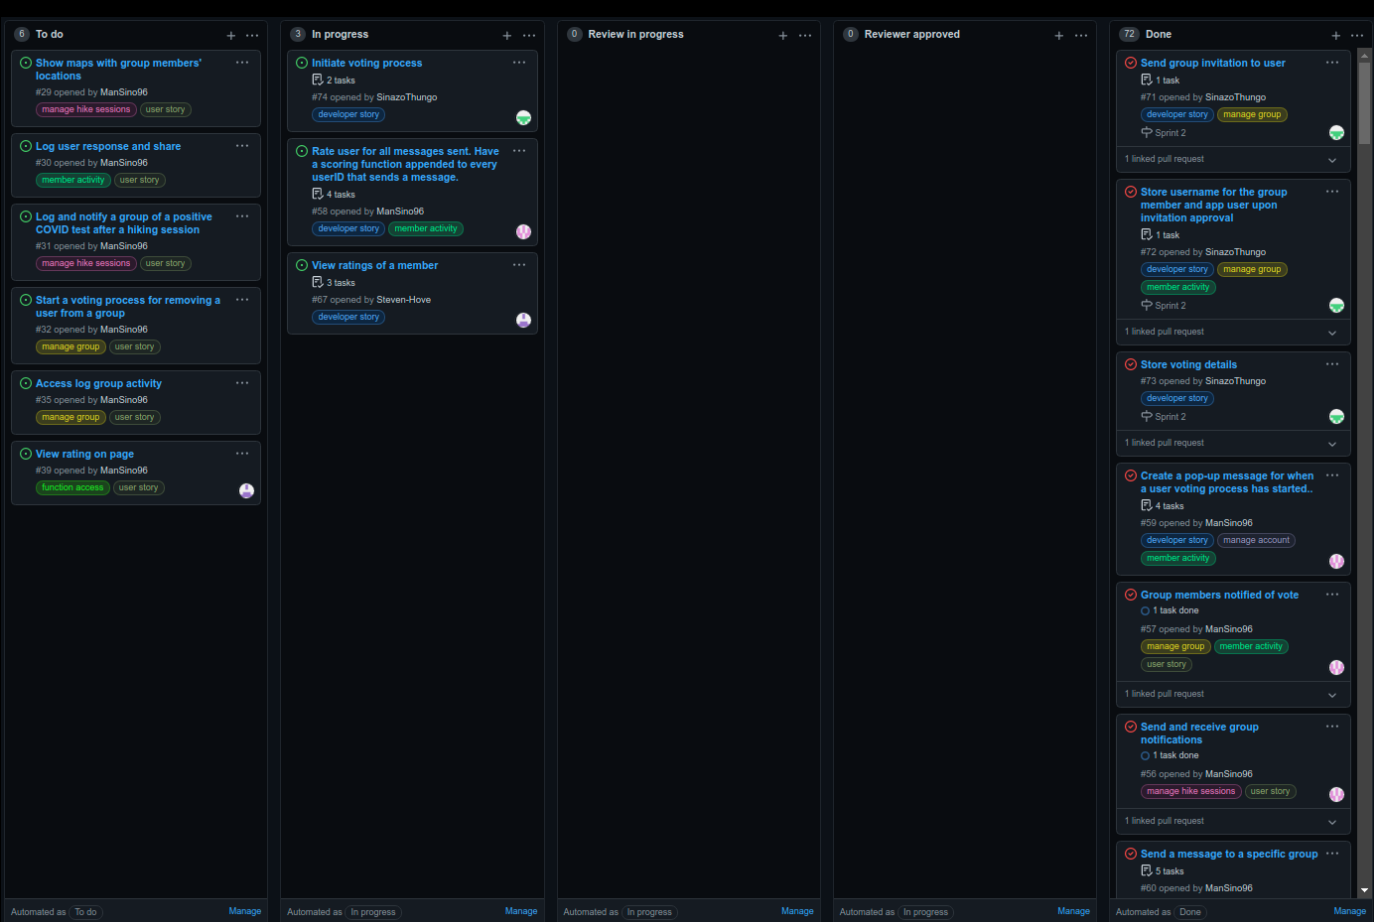 6 To do
Show maps with group members'
locations
#29 opened by ManSino96
manage hike sessions user story
Log user response and share
#30 opened by ManSino96
member activity user story
Log and notify a group of a positive
COVID test after a hiking session
#31 opened by ManSino96
manage hike sessions user story
Start a voting process for removing a
user from a group
#32 opened by ManSino96
manage group user story
Access log group activity
#35 opened by ManSino96
manage group user story
View rating on page
#39 opened by ManSino96
function access user story
Automated as To do Manage
3 In progress
Initiate voting process
2 tasks
#74 opened by SinazoThungo
developer story
Rate user for all messages sent. Have
a scoring function appended to every
userID that sends a message.
4 tasks
#58 opened by ManSino96
developer story member activity
View ratings of a member
3 tasks
#67 opened by Steven-Hove
developer story
Automated as In progress Manage
0 Review in progress
Automated as In progress Manage
0 Reviewer approved
Automated as In progress Manage
72 Done
Send group invitation to user
1 task
#71 opened by SinazoThungo
developer story manage group
Sprint 2
1 linked pull request
Store username for the group
member and app user upon
invitation approval
1 task
#72 opened by SinazoThungo
developer story manage group
member activity
Sprint 2
1 linked pull request
Store voting details
#73 opened by SinazoThungo
developer story
Sprint 2
1 linked pull request
Create a pop-up message for when
a user voting process has started..
4 tasks
#59 opened by ManSino96
developer story manage account
member activity
Group members notified of vote
1 task done
#57 opened by ManSino96
manage group member activity
user story
1 linked pull request
Send and receive group
notifications
1 task done
#56 opened by ManSino96
manage hike sessions user story
1 linked pull request
Send a message to a specific group
5 tasks
#60 opened by ManSino96
Automated as Done Manage